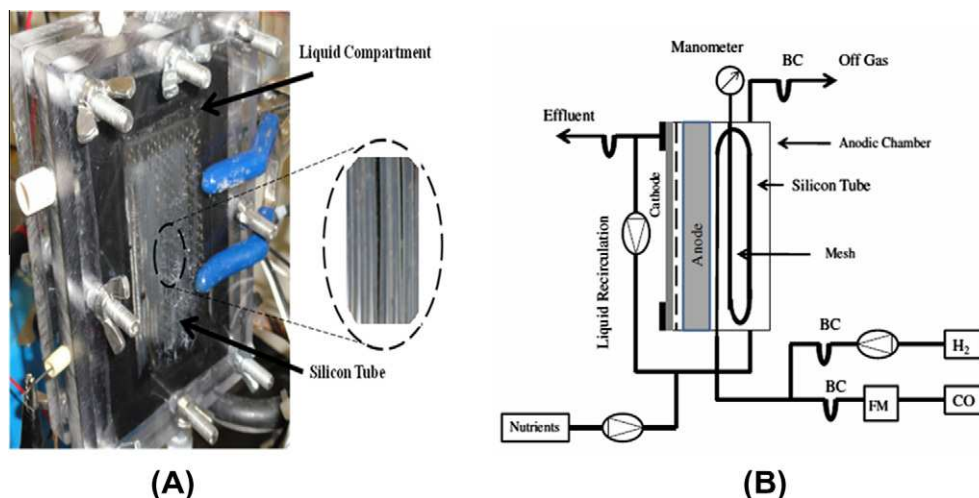 Liquid Compartment
Silicon Tube
(A)
Manometer
BC
Off Gas
Effluent
Anodic Chamber
Cathode
Silicon Tube
Anode
Mesh
Liquid Recirculation
BC
H2
BC
FM
CO
Nutrients
(B)